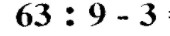 63 : 9 - 3 =